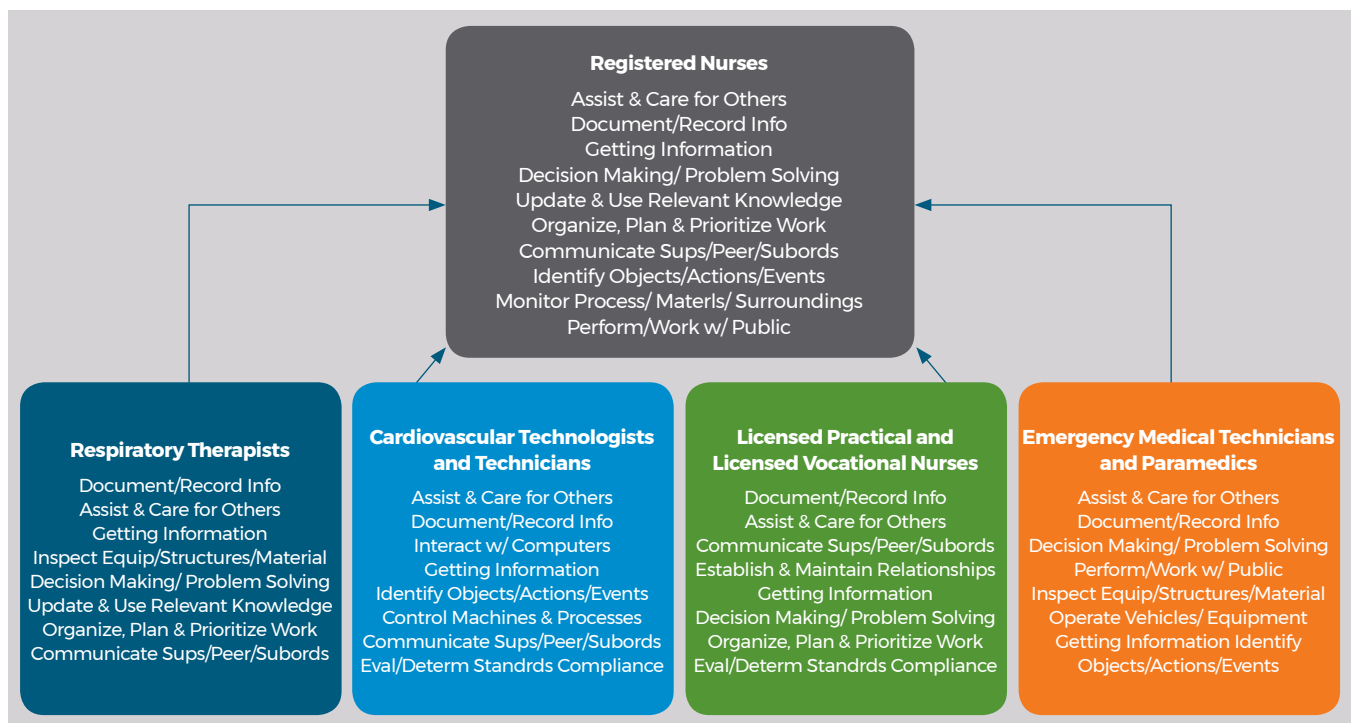 Registered Nurses
Assist & Care for Others
Document/Record Info
Getting Information
Decision Making/ Problem Solving
Update & Use Relevant Knowledge
Organize, Plan & Prioritize Work
Communicate Sups/Peer/Subords
Identify Objects/Actions/Events
Monitor Process/ Materls/ Surroundings
Perform/Work w/ Public
Respiratory Therapists
Document/Record Info
Assist & Care for Others
Getting Information
Inspect Equip/Structures/Material
Decision Making/ Problem Solving
Update & Use Relevant Knowledge
Organize, Plan & Prioritize Work
Communicate Sups/Peer/Subords
Cardiovascular Technologists
and Technicians
Assist & Care for Others
Document/Record Info
Interact w/ Computers
Getting Information
Identify Objects/Actions/Events
Control Machines & Processes
Communicate Sups/Peer/Subords
Eval/Determ Standrds Compliance
Licensed Practical and
Licensed Vocational Nurses
Document/Record Info
Assist & Care for Others
Communicate Sups/Peer/Subords
Establish & Maintain Relationships
Getting Information
Decision Making/ Problem Solving
Organize, Plan & Prioritize Work
Eval/Determ Standrds Compliance
Emergency Medical Technicians
and Paramedics
Assist & Care for Others
Document/Record Info
Decision Making/ Problem Solving
Perform/Work w/ Public
Inspect Equip/Structures/Material
Operate Vehicles/ Equipment
Getting Information Identify
Objects/Actions/Events